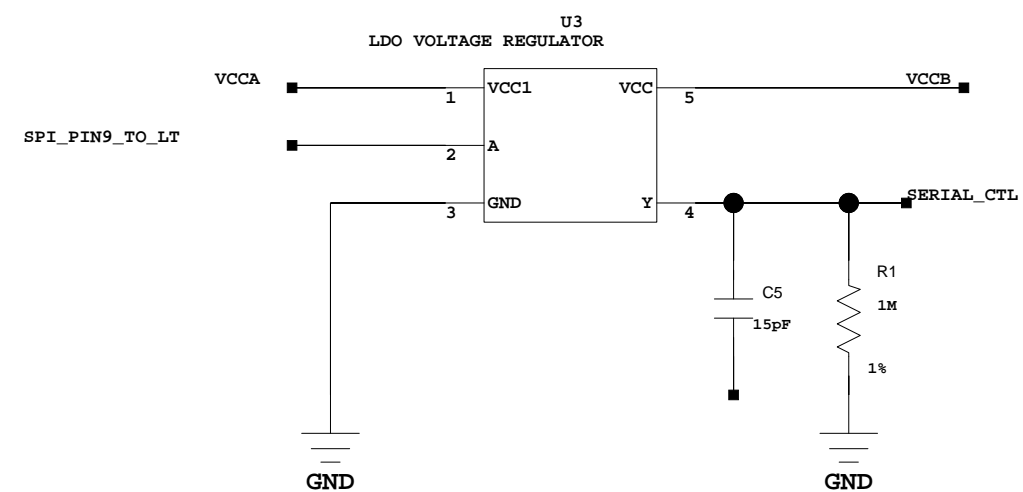 U3
LDO VOLTAGE REGULATOR
VCCA
VCC1
VCC
VCCB
1
5
SPI_PIN9_TO_LT
A
2
GND
Y
SERIAL_CTL
3
4
R1
C5
1M
15pF
1%
GND
GND